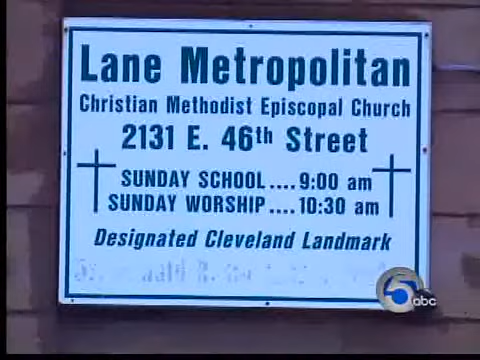 Lane Metropolitan
Christian Methodist Episcopal Church
2131 E. 46th Street
SUNDAY SCHOOL....9:00 am
SUNDAY WORSHIP....10:30 am
Designated Cleveland Landmark
5 abc